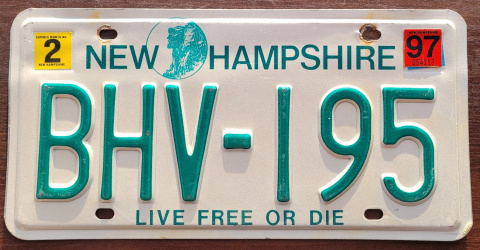 2
NEW HAMPSHIRE
97
BHV-195
LIVE FREE OR DIE